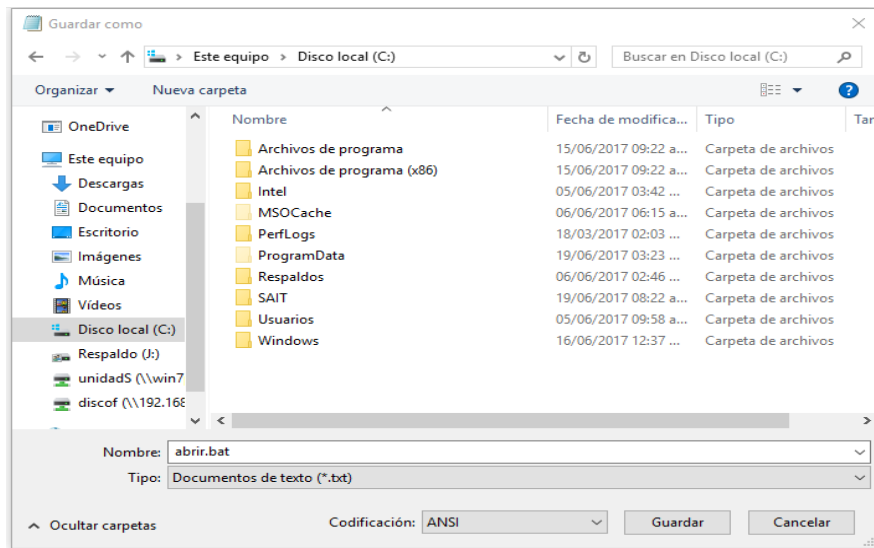 Guardar como
Este equipo > Disco local (C:)
Buscar en Disco local (C:)
Organizar
Nueva carpeta
Nombre Fecha de modifica... Tipo Tar
OneDrive
Este equipo
Descargas
Documentos
Escritorio
Imágenes
Música
Vídeos
Disco local (C:)
Respaldo (J:)
unidadS (\\win7
discof (\\192.168
Archivos de programa 15/06/2017 09:22 a... Carpeta de archivos
Archivos de programa (x86) 15/06/2017 09:22 a... Carpeta de archivos
Intel 05/06/2017 03:42 ... Carpeta de archivos
MSOCache 06/06/2017 06:15 a... Carpeta de archivos
PerfLogs 18/03/2017 02:03 ... Carpeta de archivos
ProgramData 19/06/2017 03:23 ... Carpeta de archivos
Respaldos 06/06/2017 02:46 ... Carpeta de archivos
SAIT 19/06/2017 08:22 a... Carpeta de archivos
Usuarios 05/06/2017 09:58 a... Carpeta de archivos
Windows 16/06/2017 12:37 ... Carpeta de archivos
Nombre: abrir.bat
Tipo: Documentos de texto (*.txt)
Ocultar carpetas
Codificación: ANSI
Guardar
Cancelar